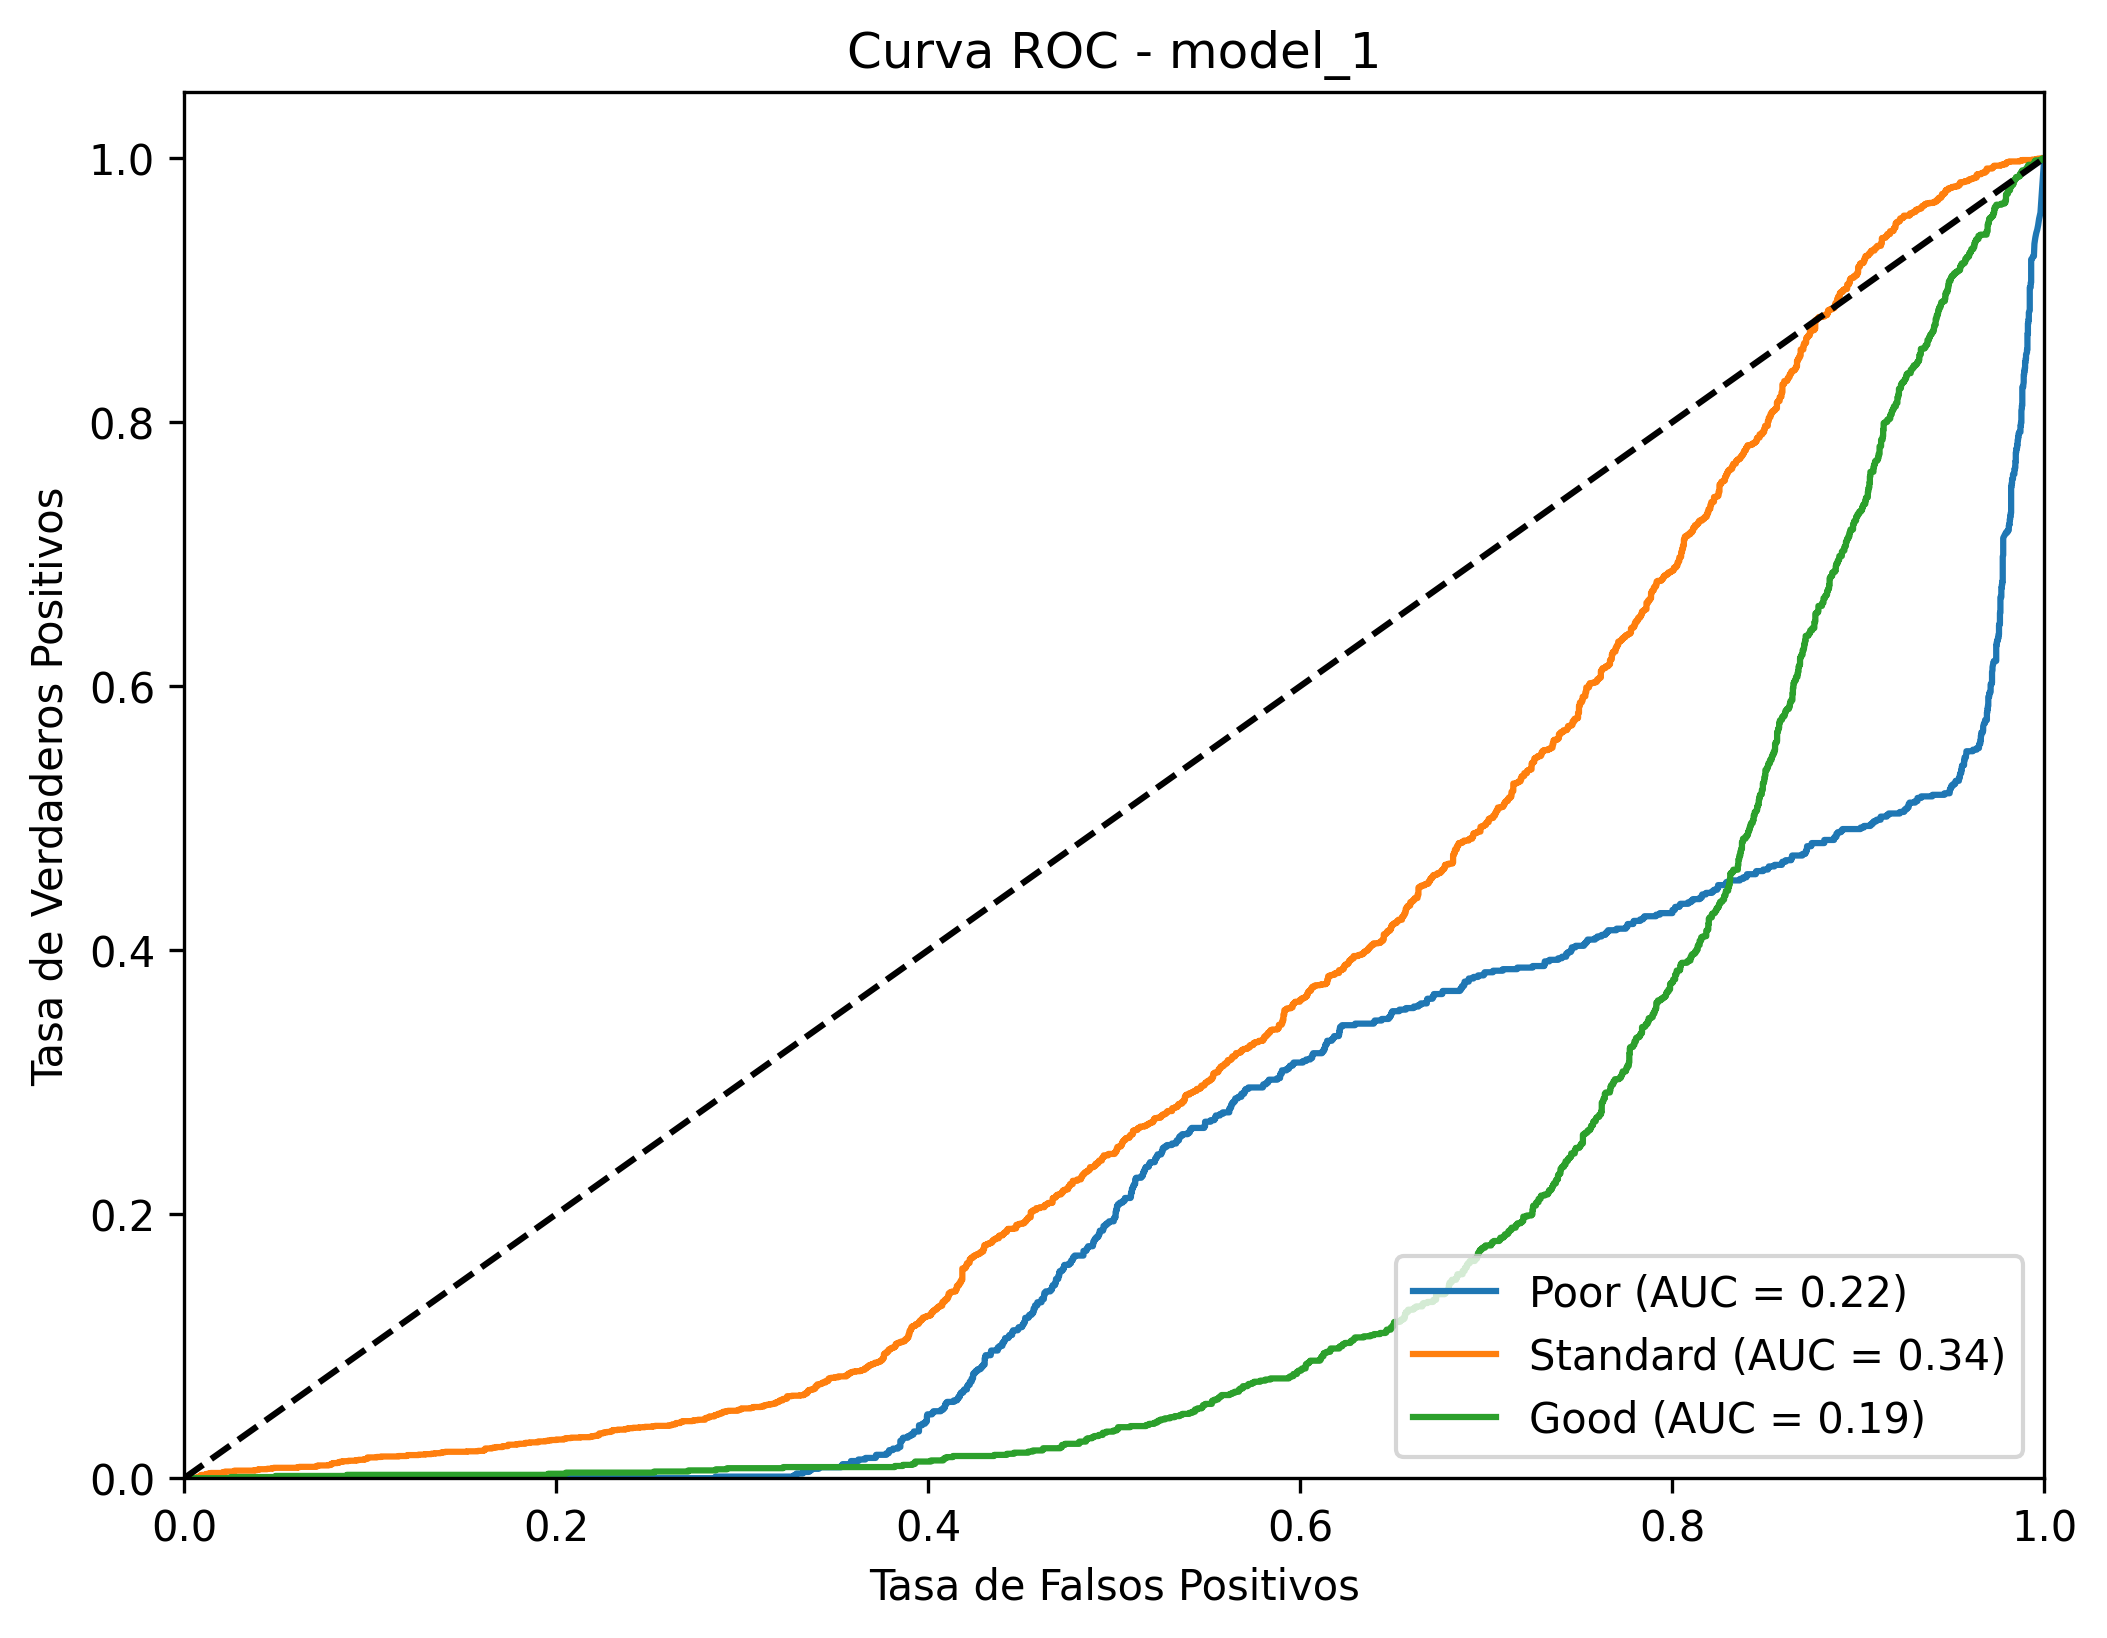 Curva ROC - model_1
Tasa de Verdaderos Positivos
1.0
0.8
0.6
0.4
0.2
0.0
0.0 0.2 0.4 0.6 0.8 1.0
Tasa de Falsos Positivos
Poor (AUC = 0.22)
Standard (AUC = 0.34)
Good (AUC = 0.19)